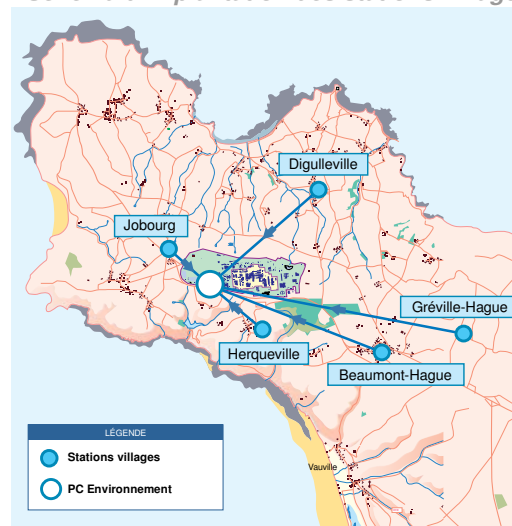 Digulleville
Jobourg
Gréville-Hague
Herqueville
Beaumont-Hague
LÉGENDE
Stations villages
PC Environnement
Vauville